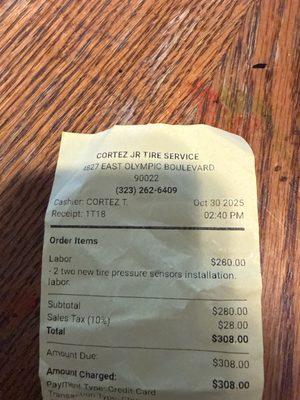 CORTEZ JR TIRE SERVICE
4827 EAST OLYMPIC BOULEVARD
90022
(323) 262-6409
Cashier: CORTEZ T. Oct 30 2025
Receipt: 1T18 02:40 PM
Order Items
Labor $280.00
- 2 two new tire pressure sensors installation.
labor.
Subtotal $280.00
Sales Tax (10%) $28.00
Total $308.00
Amount Due: $308.00
Amount Charged: $308.00
Payment Type: Credit Card
Transaction Type: